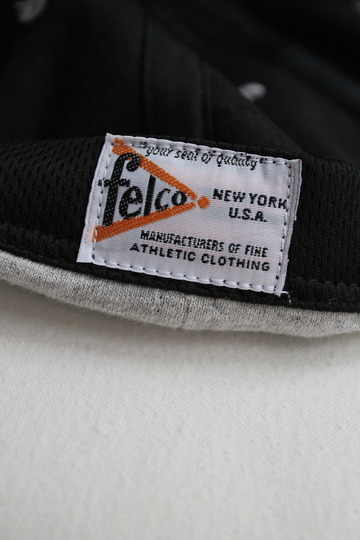 "your seal of quality"
felco
NEW YORK
U.S.A.
MANUFACTURERS OF FINE
ATHLETIC CLOTHING